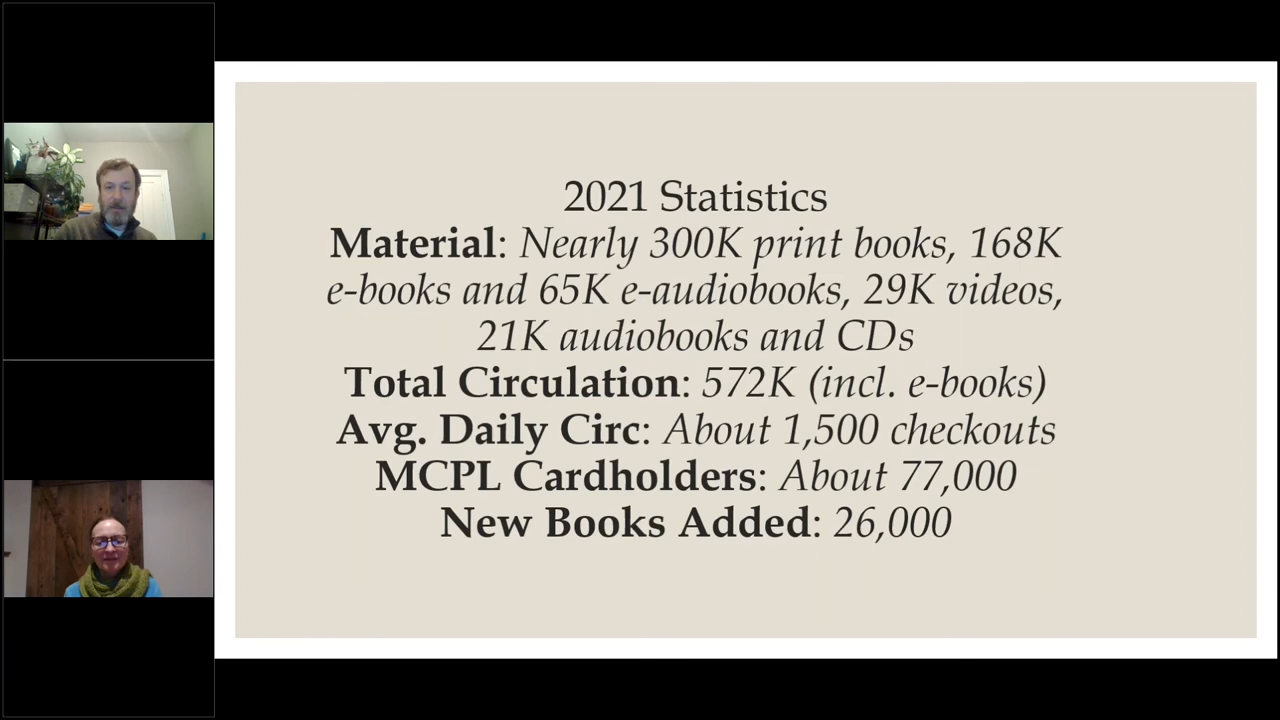 2021 Statistics
Material: Nearly 300K print books, 168K
e-books and 65K e-audiobooks, 29K videos,
21K audiobooks and CDs
Total Circulation: 572K (incl. e-books)
Avg. Daily Circ: About 1,500 checkouts
MCPL Cardholders: About 77,000
New Books Added: 26,000